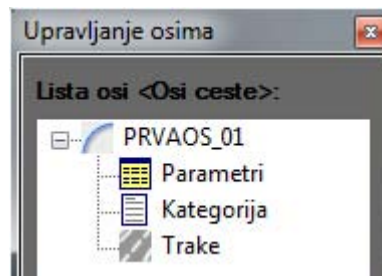 Upravljanje osima
Lista osi <Osi ceste>:
PRVAOS_01
Parametri
Kategorija
Trake